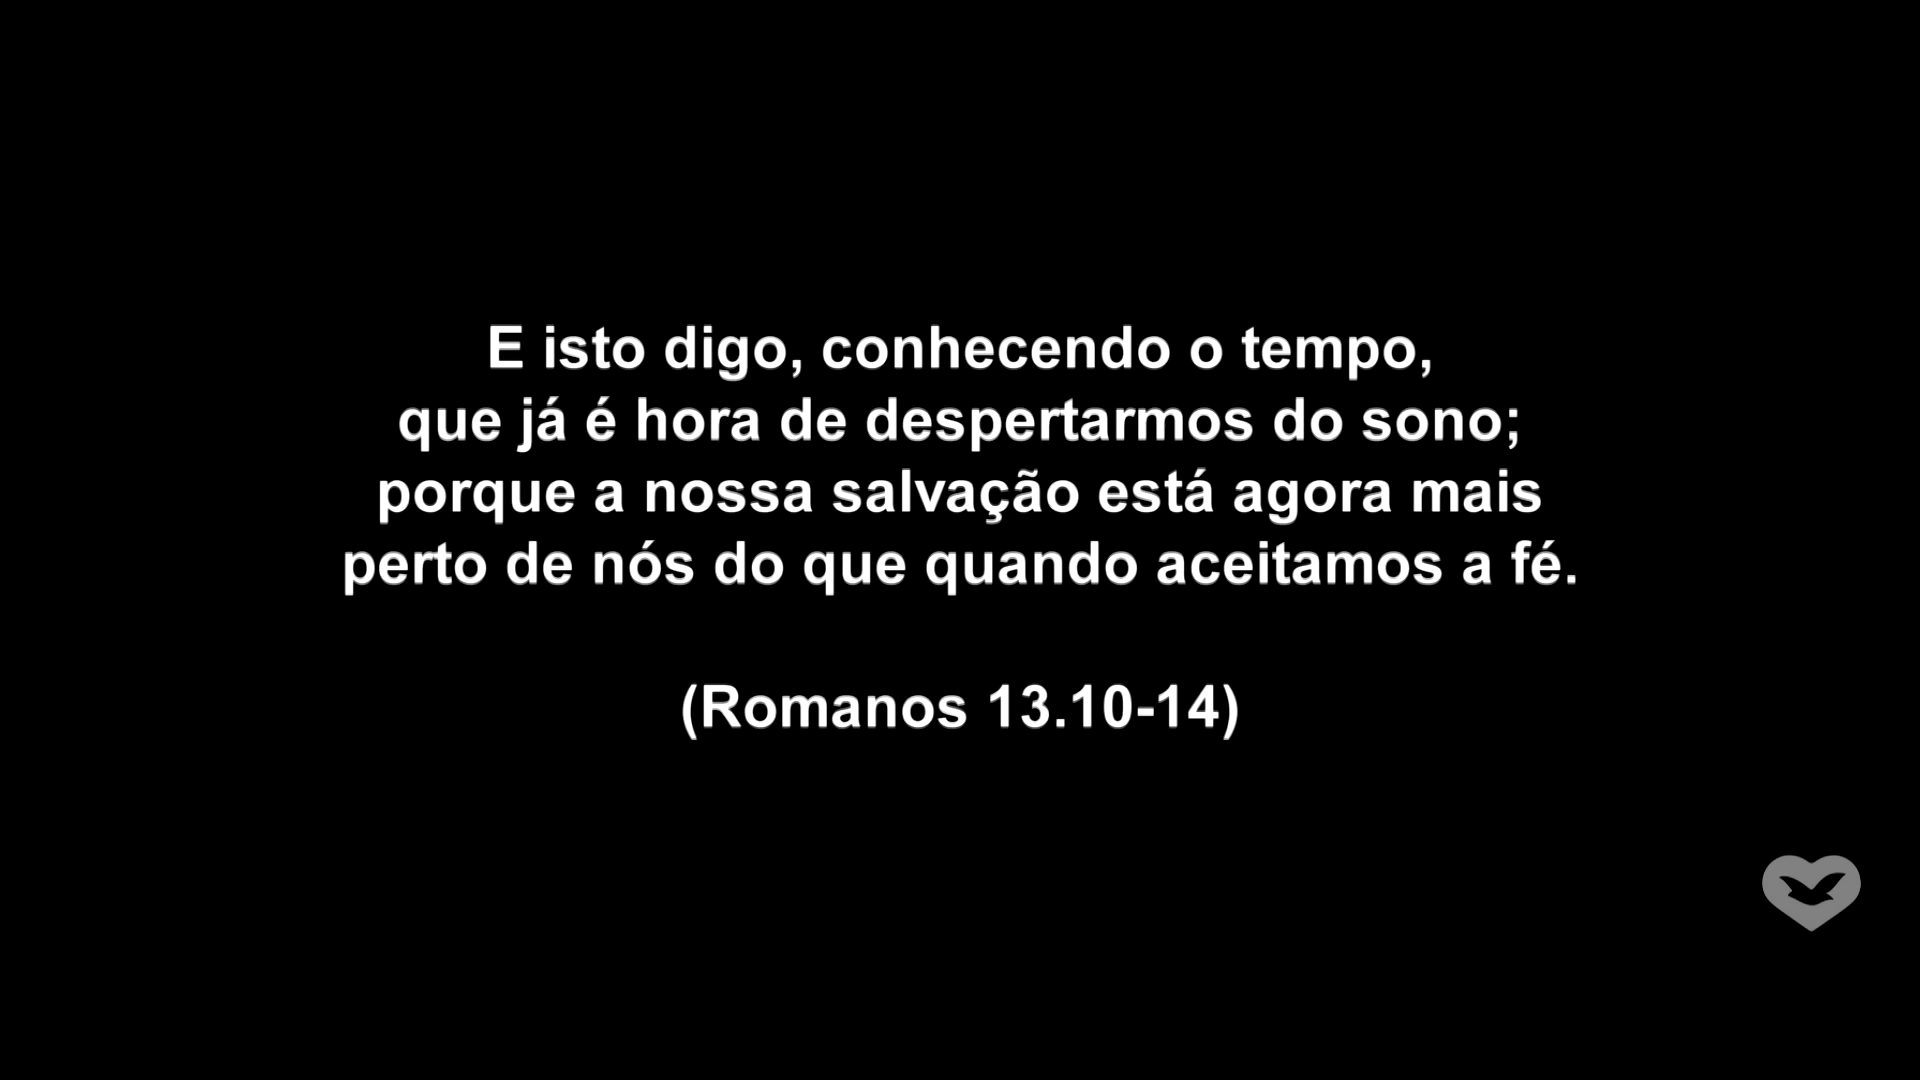 E isto digo, conhecendo o tempo,
que já é hora de despertarmos do sono;
porque a nossa salvação está agora mais
perto de nós do que quando aceitamos a fé.
(Romanos 13.10-14)